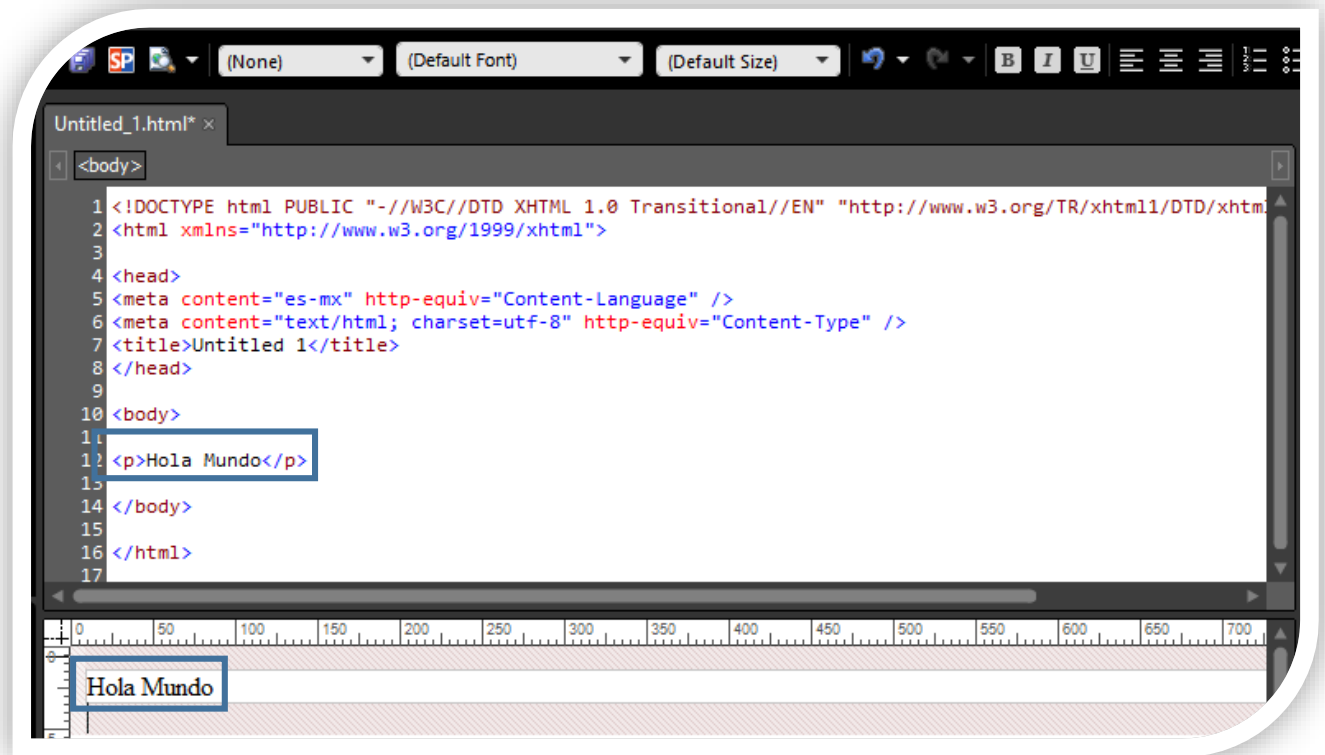 SP (None) (Default Font) (Default Size) B I U
Untitled_1.html* ×
<body>
1 <!DOCTYPE html PUBLIC "-//W3C//DTD XHTML 1.0 Transitional//EN" "http://www.w3.org/TR/xhtml1/DTD/xhtml
2 <html xmlns="http://www.w3.org/1999/xhtml">
3
4 <head>
5 <meta content="es-mx" http-equiv="Content-Language" />
6 <meta content="text/html; charset=utf-8" http-equiv="Content-Type" />
7 <title>Untitled 1</title>
8 </head>
9
10 <body>
11
12 <p>Hola Mundo</p>
13
14 </body>
15
16 </html>
17
0 50 100 150 200 250 300 350 400 450 500 550 600 650 700
0
Hola Mundo